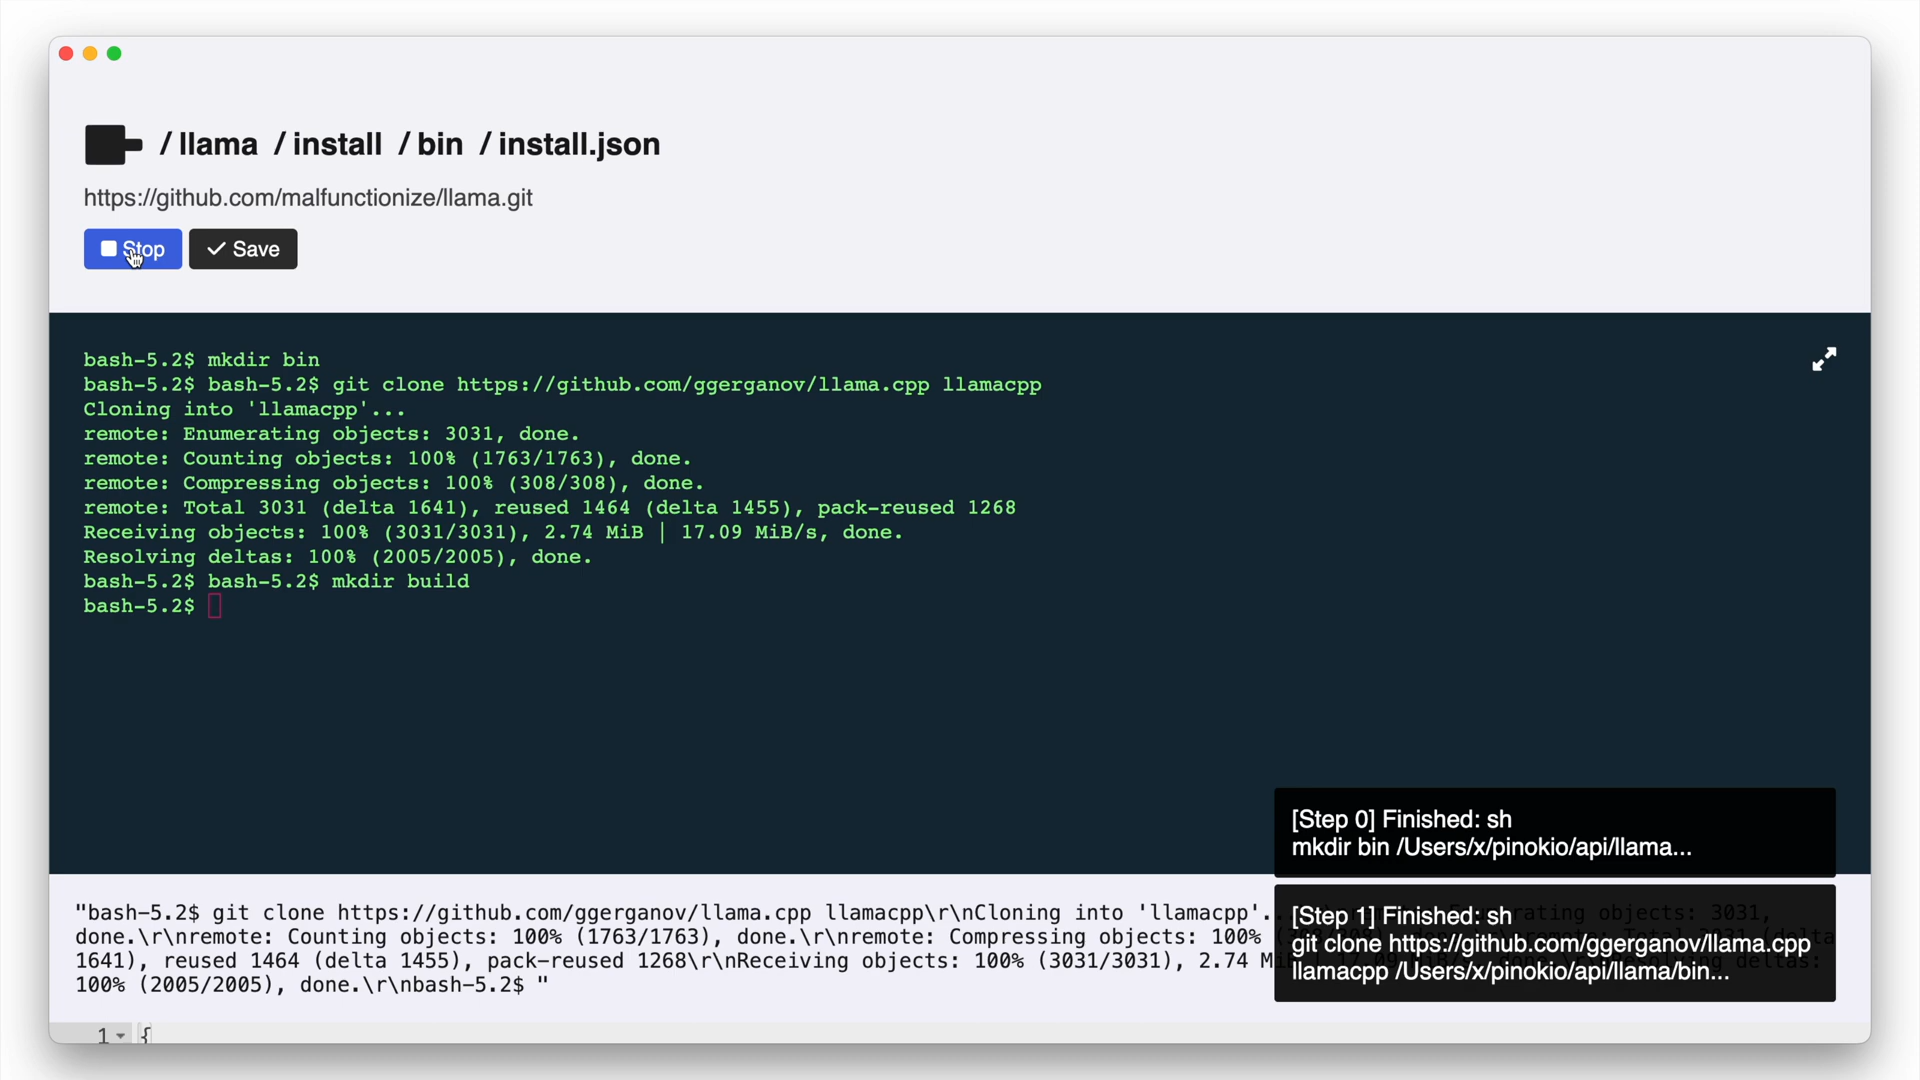 / llama / install / bin / install.json
https://github.com/malfunctionize/llama.git
Stop Save
bash-5.2$ mkdir bin
bash-5.2$ bash-5.2$ git clone https://github.com/ggerganov/llama.cpp llamacpp
Cloning into 'llamacpp'...
remote: Enumerating objects: 3031, done.
remote: Counting objects: 100% (1763/1763), done.
remote: Compressing objects: 100% (308/308), done.
remote: Total 3031 (delta 1641), reused 1464 (delta 1455), pack-reused 1268
Receiving objects: 100% (3031/3031), 2.74 MiB | 17.09 MiB/s, done.
Resolving deltas: 100% (2005/2005), done.
bash-5.2$ bash-5.2$ mkdir build
bash-5.2$
[Step 0] Finished: sh
mkdir bin /Users/x/pinokio/api/llama...
"bash-5.2$ git clone https://github.com/ggerganov/llama.cpp llamacpp\r\nCloning into 'llamacpp'.
done.\r\nremote: Counting objects: 100% (1763/1763), done.\r\nremote: Compressing objects: 100%
1641), reused 1464 (delta 1455), pack-reused 1268\r\nReceiving objects: 100% (3031/3031), 2.74 M
100% (2005/2005), done.\r\nbash-5.2$ "
[Step 1] Finished: sh
git clone https://github.com/ggerganov/llama.cpp
llamacpp /Users/x/pinokio/api/llama/bin...
1 {